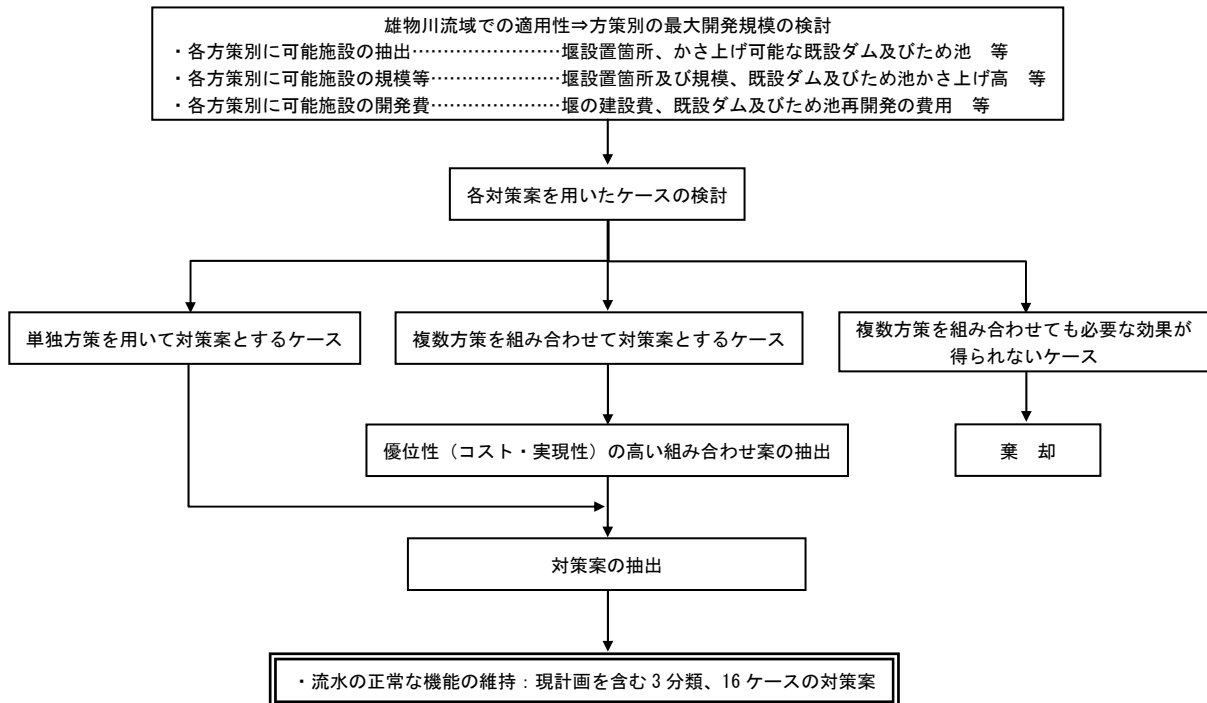 雄物川流域での適用性⇒方策別の最大開発規模の検討
・各方策別に可能施設の抽出……………………堰設置箇所、かさ上げ可能な既設ダム及びため池　等
・各方策別に可能施設の規模等…………………堰設置箇所及び規模、既設ダム及びため池かさ上げ高　等
・各方策別に可能施設の開発費…………………堰の建設費、既設ダム及びため池再開発の費用　等
各対策案を用いたケースの検討
単独方策を用いて対策案とするケース
複数方策を組み合わせて対策案とするケース
複数方策を組み合わせても必要な効果が
得られないケース
優位性（コスト・実現性）の高い組み合わせ案の抽出
棄　却
対策案の抽出
・流水の正常な機能の維持：現計画を含む 3 分類、16 ケースの対策案